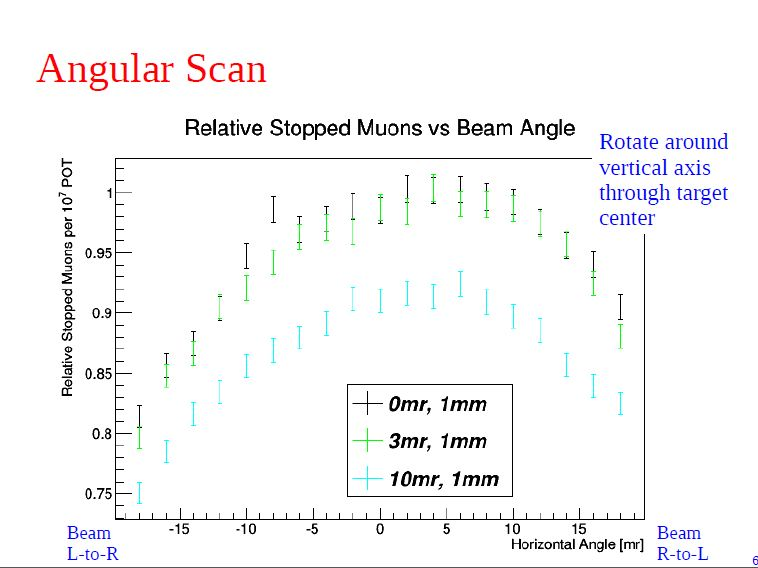 Angular Scan
Relative Stopped Muons vs Beam Angle
Rotate around
vertical axis
through target
center
Relative Stopped Muons per 10⁷ POT
1
0.95
0.9
0.85
0.8
0.75
0mr, 1mm
3mr, 1mm
10mr, 1mm
-15
-10
-5
0
5
10
15
Horizontal Angle [mr]
Beam
L-to-R
Beam
R-to-L
6